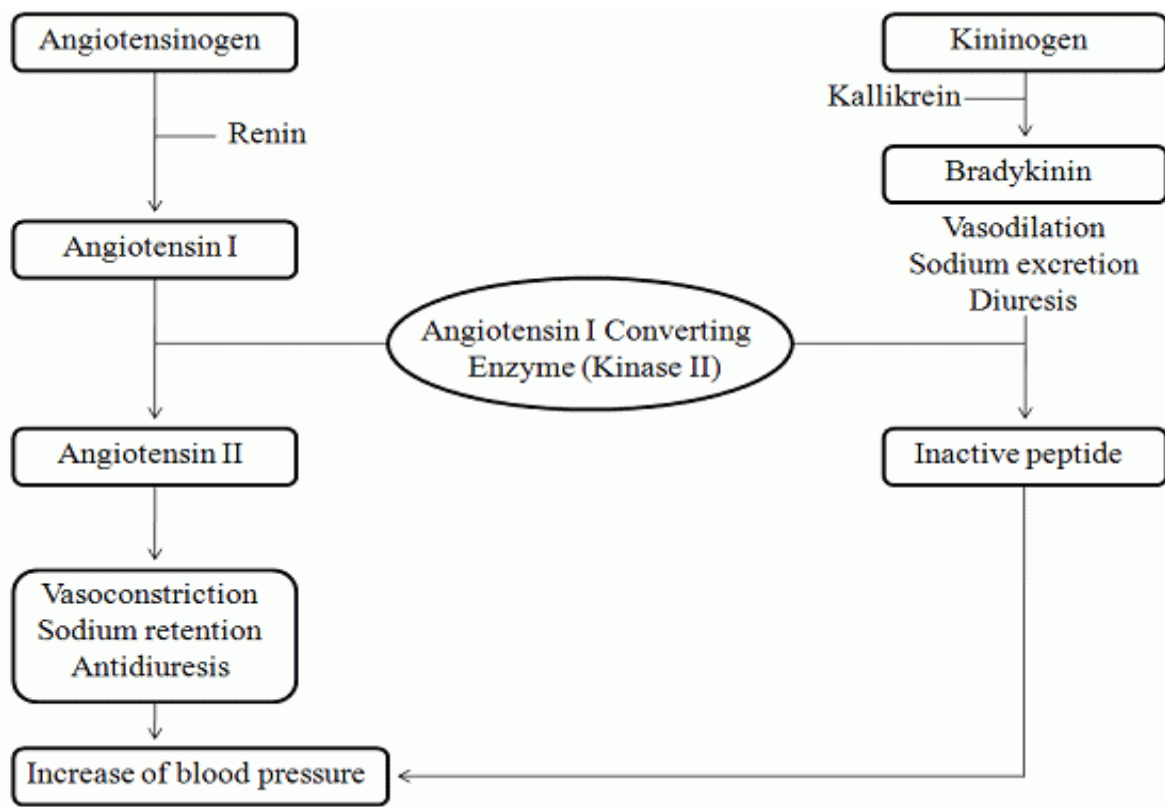 Angiotensinogen
Kininogen
Kallikrein
Renin
Bradykinin
Angiotensin I
Vasodilation
Sodium excretion
Diuresis
Angiotensin I Converting
Enzyme (Kinase II)
Angiotensin II
Inactive peptide
Vasoconstriction
Sodium retention
Antidiuresis
Increase of blood pressure